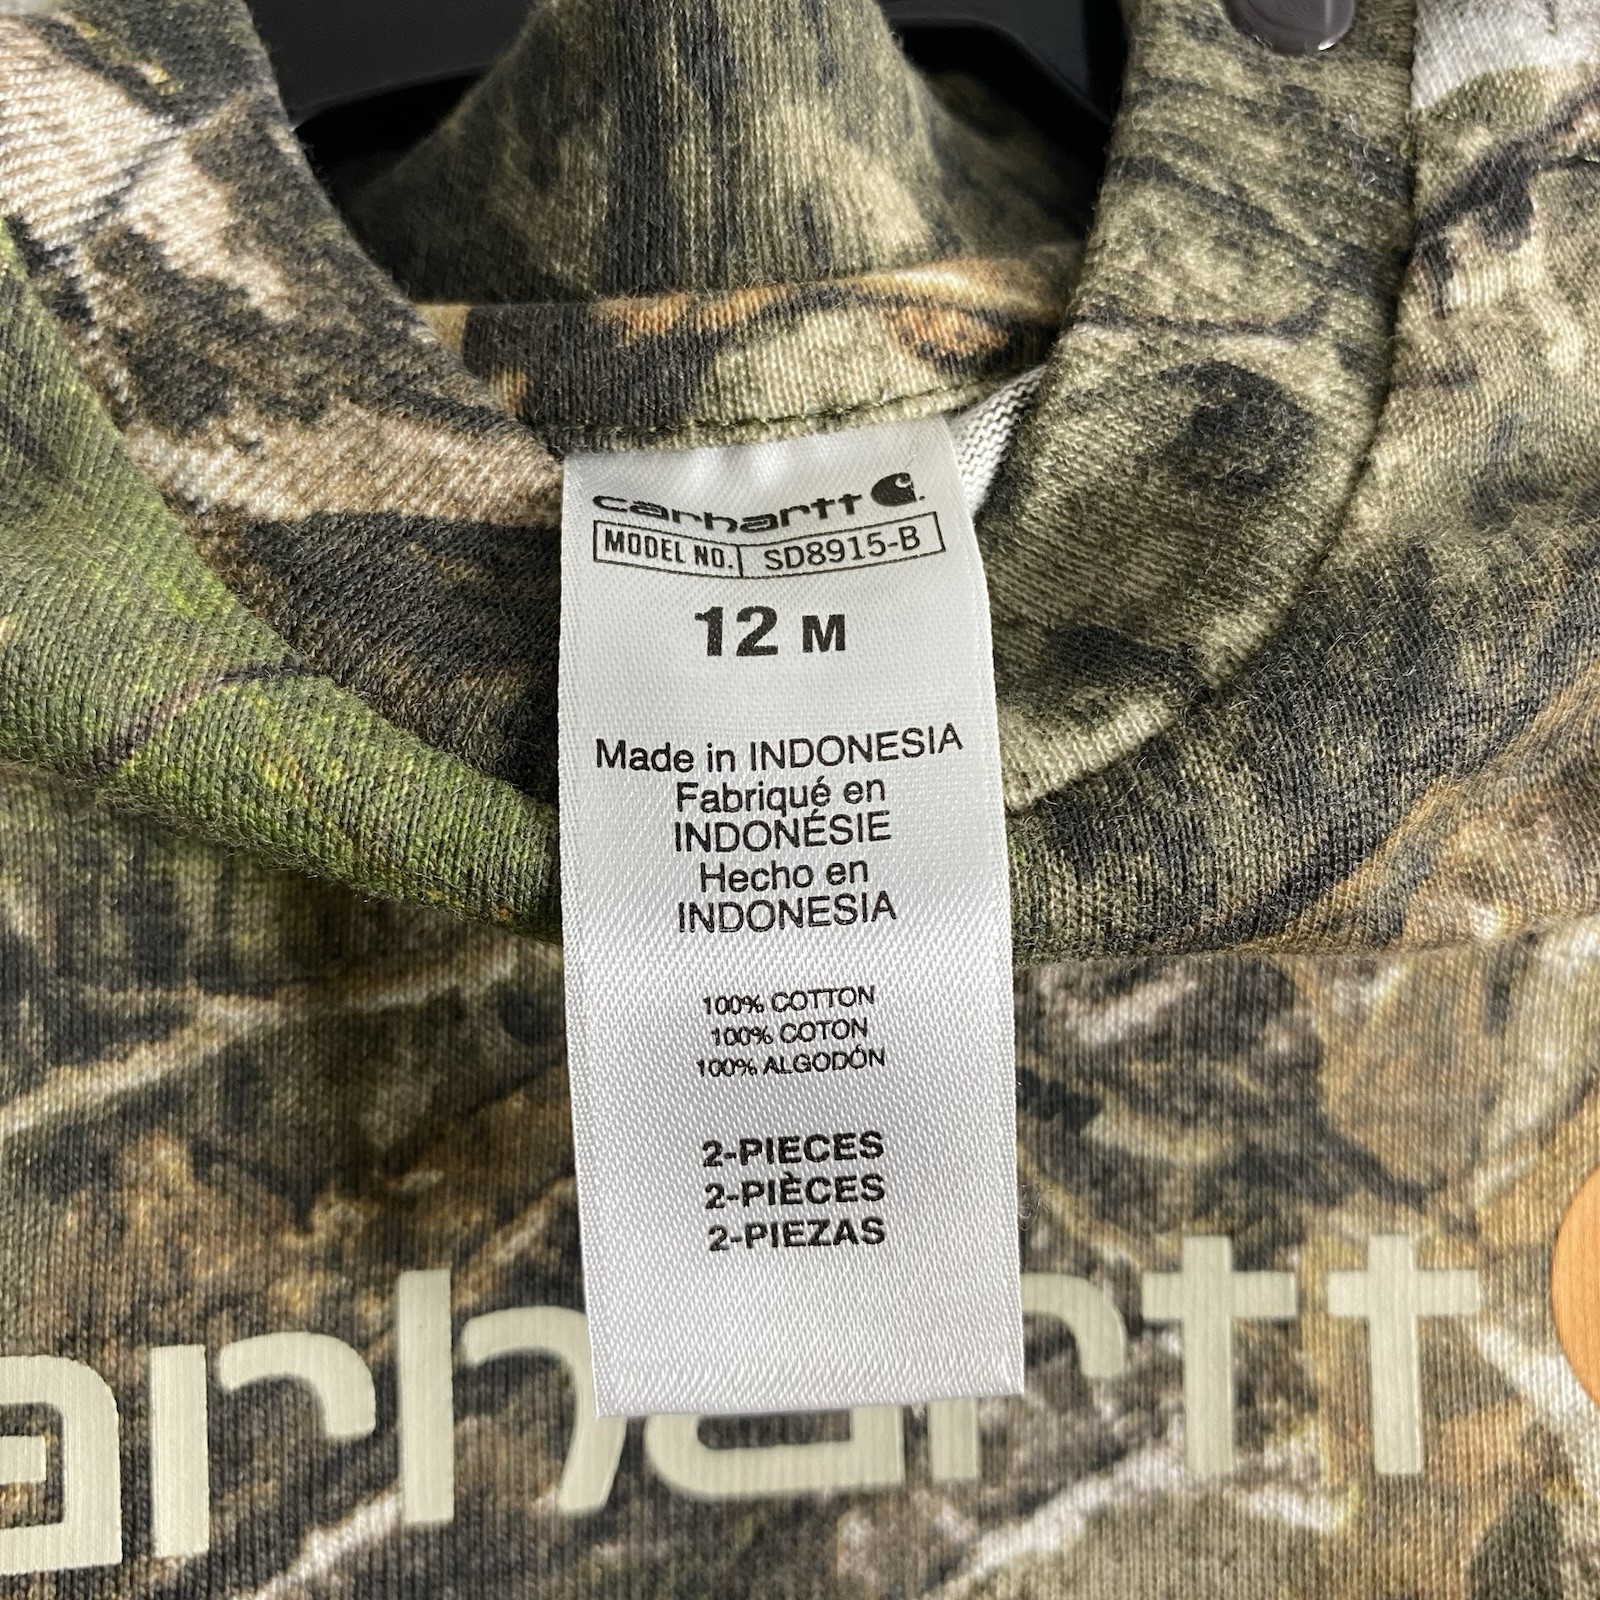 carhartt
MODEL NO. SD8915-B
12 M
Made in INDONESIA
Fabriqué en
INDONÉSIE
Hecho en
INDONESIA
100% COTTON
100% COTON
100% ALGODÓN
2-PIECES
2-PIÈCES
2-PIEZAS
arhartt